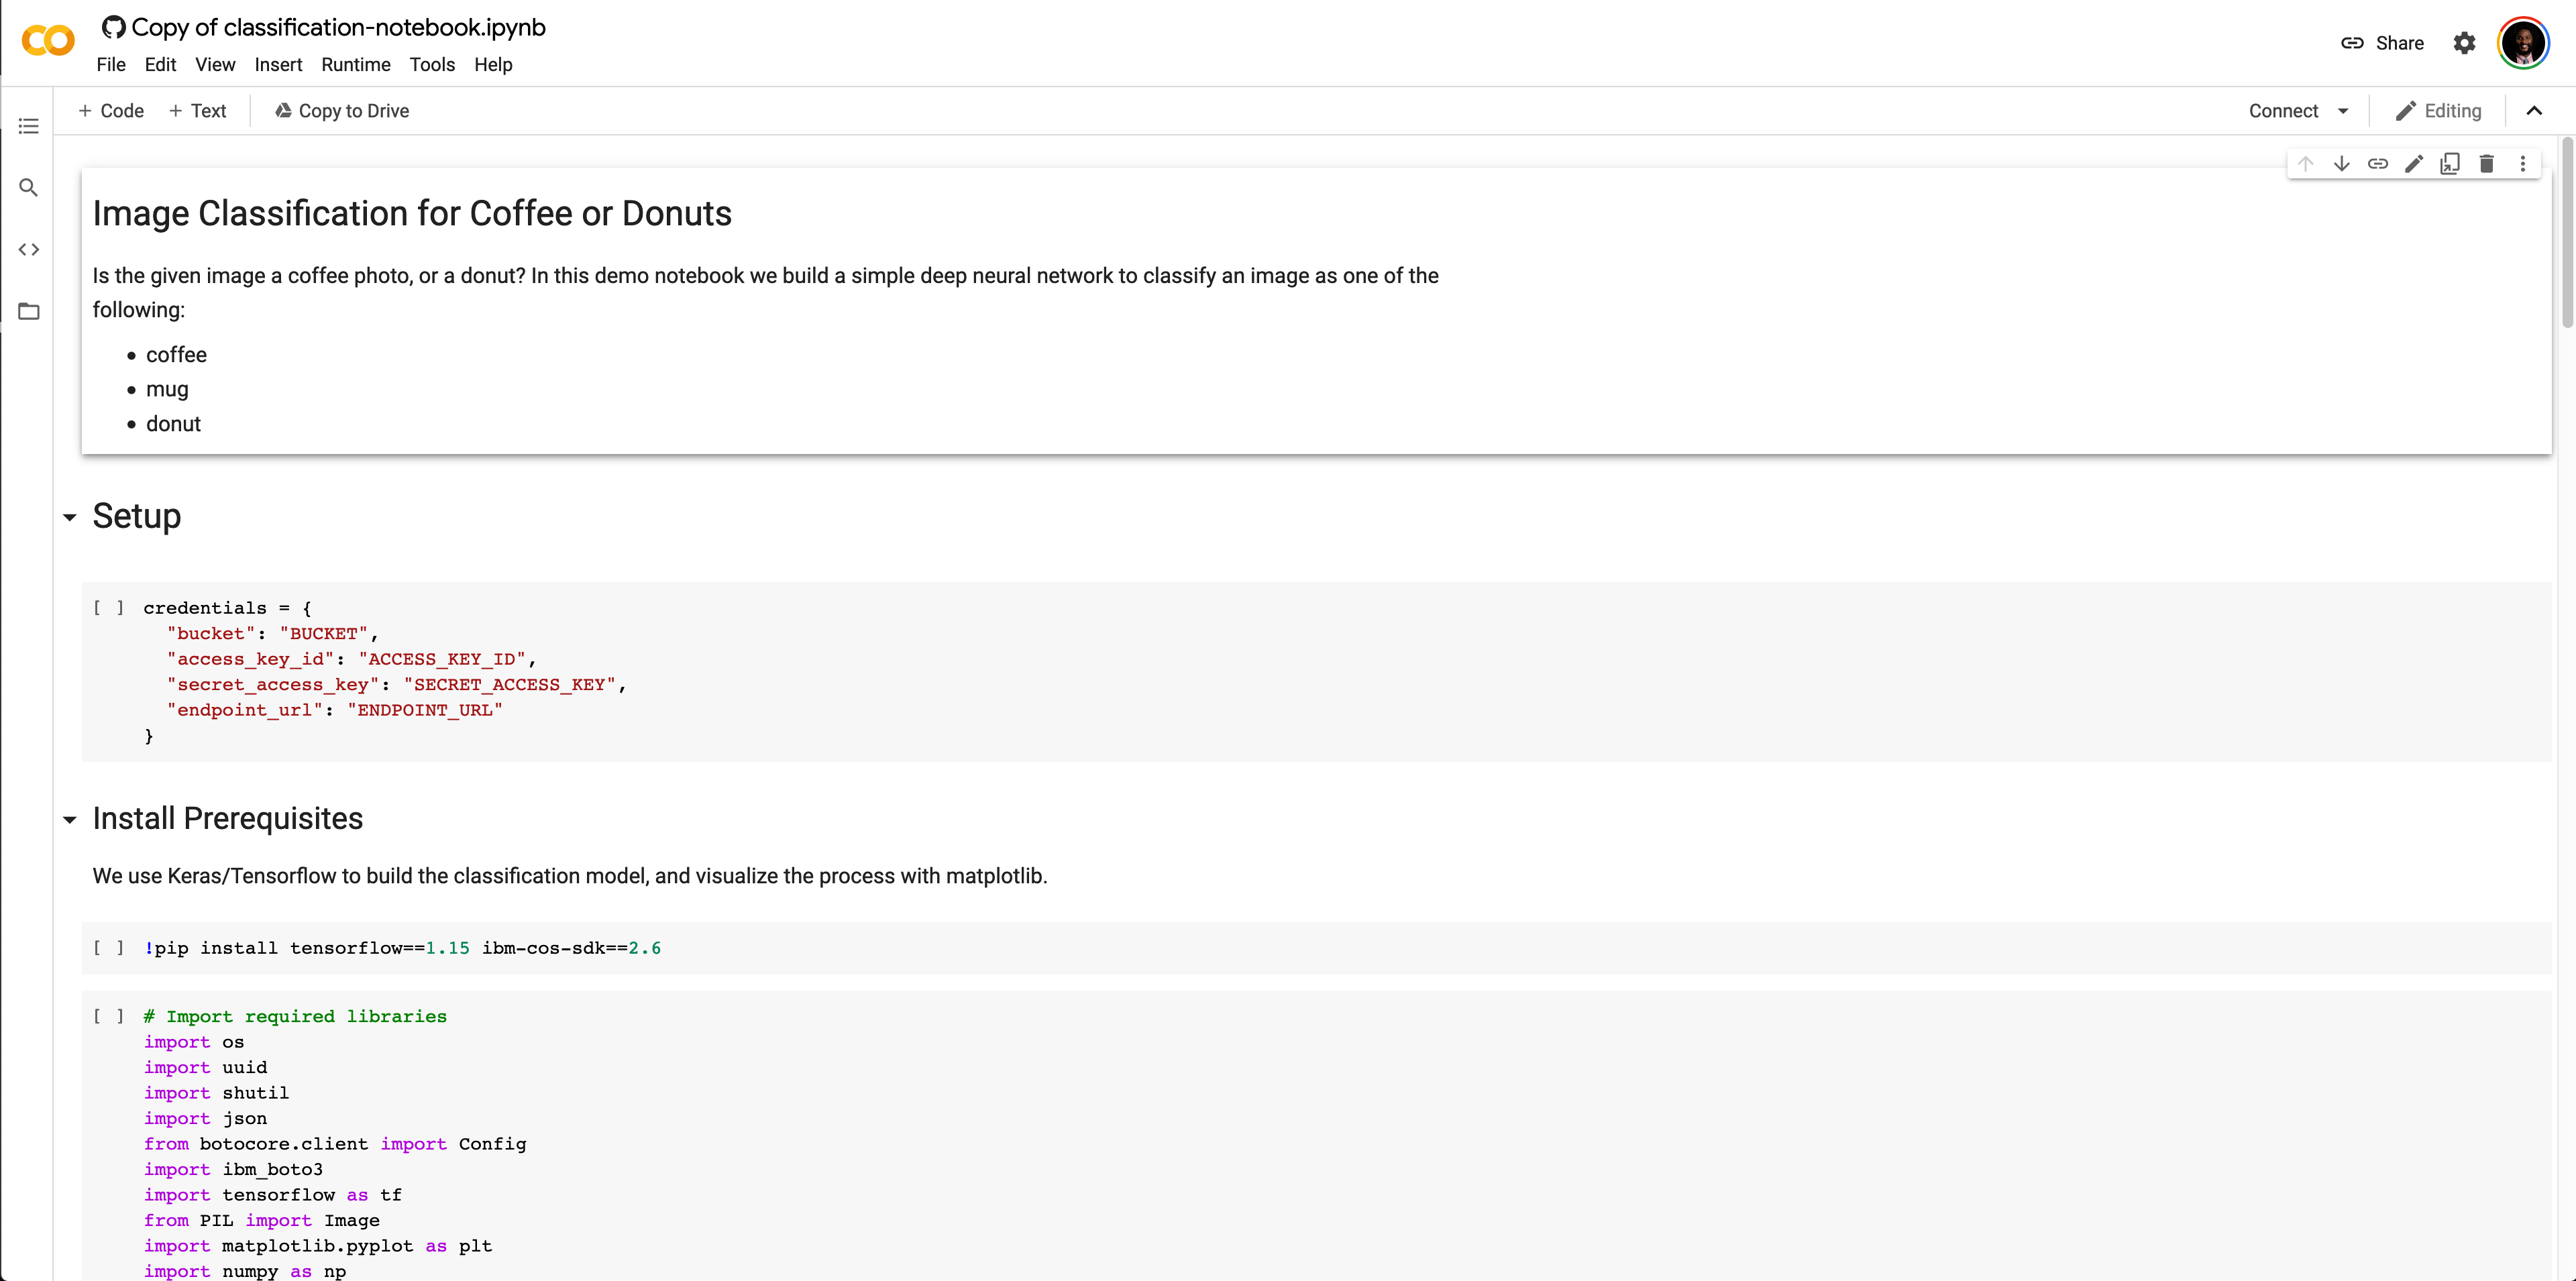 Copy of classification-notebook.ipynb
File Edit View Insert Runtime Tools Help
Share
+ Code + Text Copy to Drive
Connect Editing
Image Classification for Coffee or Donuts
Is the given image a coffee photo, or a donut? In this demo notebook we build a simple deep neural network to classify an image as one of the
following:
• coffee
• mug
• donut
Setup
[ ] credentials = {
"bucket": "BUCKET",
"access_key_id": "ACCESS_KEY_ID",
"secret_access_key": "SECRET_ACCESS_KEY",
"endpoint_url": "ENDPOINT_URL"
}
Install Prerequisites
We use Keras/Tensorflow to build the classification model, and visualize the process with matplotlib.
[ ] !pip install tensorflow==1.15 ibm-cos-sdk==2.6
[ ] # Import required libraries
import os
import uuid
import shutil
import json
from botocore.client import Config
import ibm_boto3
import tensorflow as tf
from PIL import Image
import matplotlib.pyplot as plt
import numpy as np